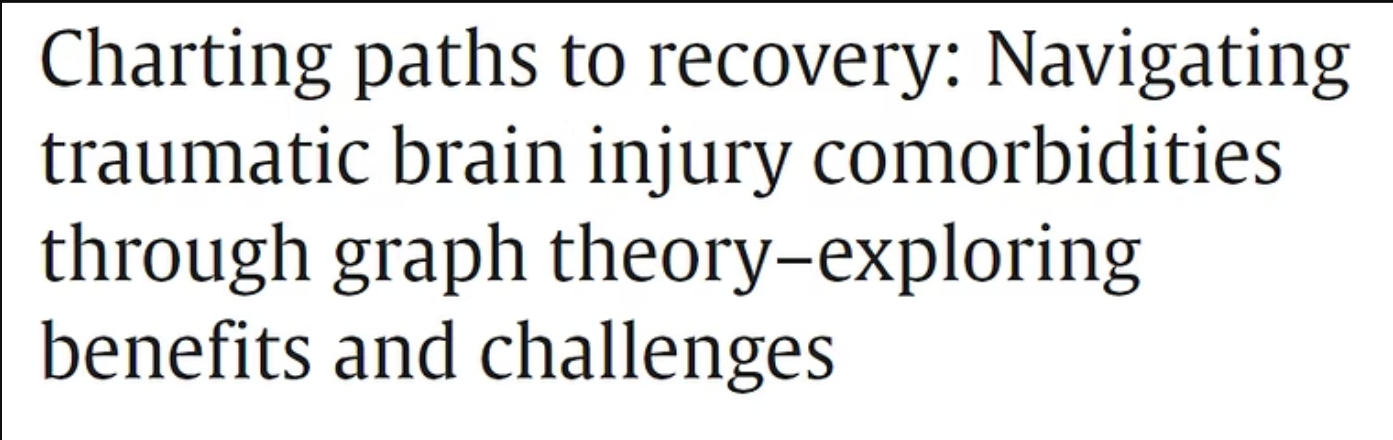 Charting paths to recovery: Navigating
traumatic brain injury comorbidities
through graph theory–exploring
benefits and challenges